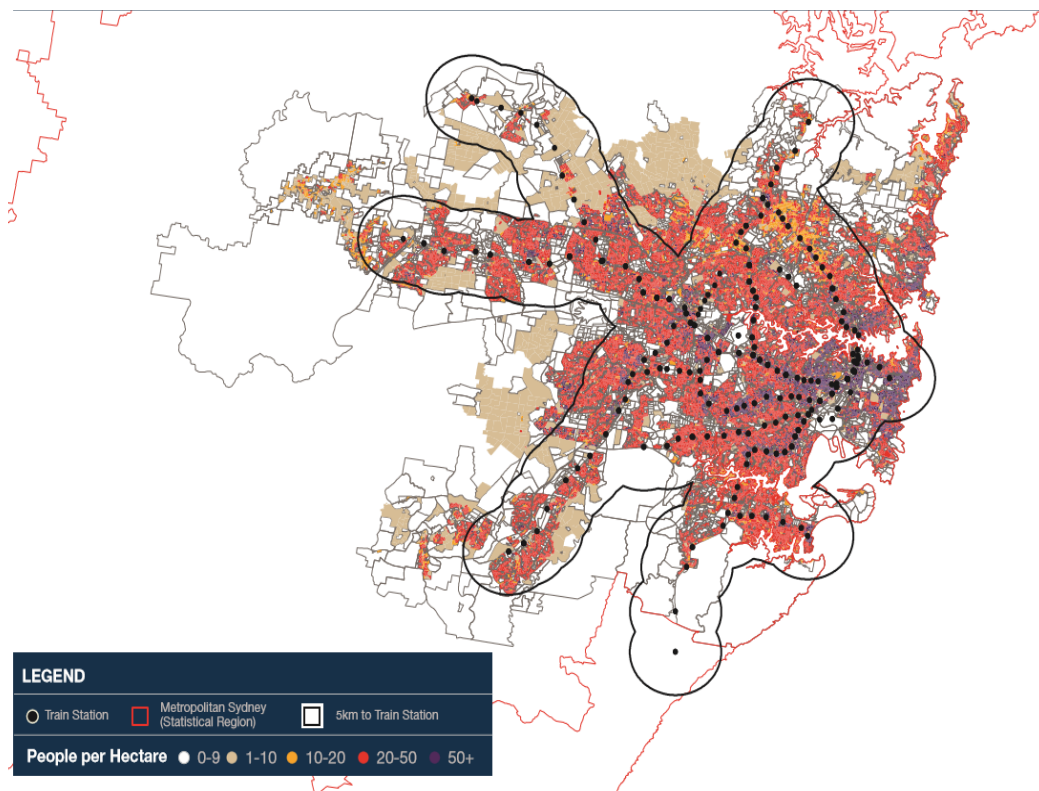 LEGEND
Train Station
Metropolitan Sydney
(Statistical Region)
5km to Train Station
People per Hectare
0-9
1-10
10-20
20-50
50+